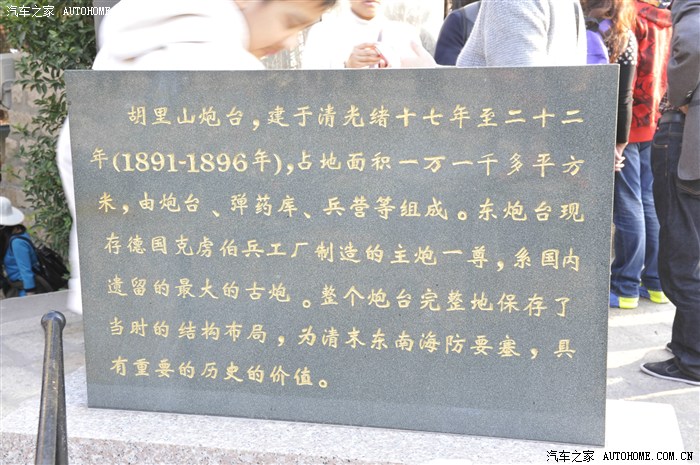 汽车之家 AUTOHOME.COM.CN
胡里山炮台，建于清光绪十七年至二十二
年(1891-1896年)，占地面积一万一千多平方
米，由炮台、弹药库、兵营等组成。东炮台现
存德国克虏伯兵工厂制造的主炮一尊，系国内
遗留的最大的古炮。整个炮台完整地保存了
当时的结构布局，为清末东南海防要塞，具
有重要的历史的价值。
汽车之家 AUTOHOME.COM.CN